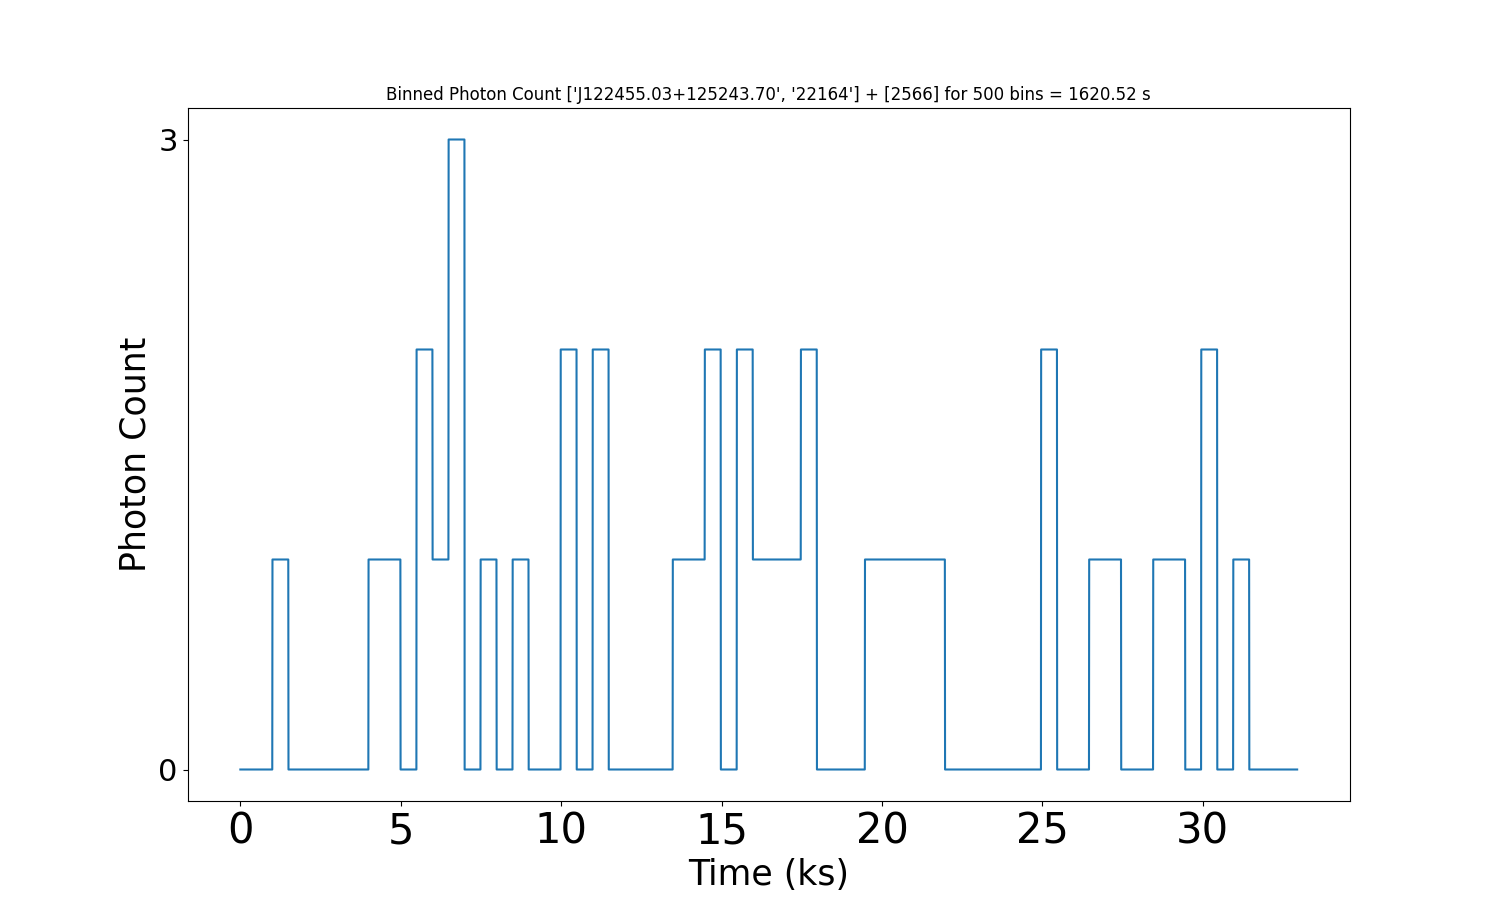 Binned Photon Count ['J122455.03+125243.70', '22164'] + [2566] for 500 bins = 1620.52 s
3
Photon Count
0
0 5 10 15 20 25 30
Time (ks)